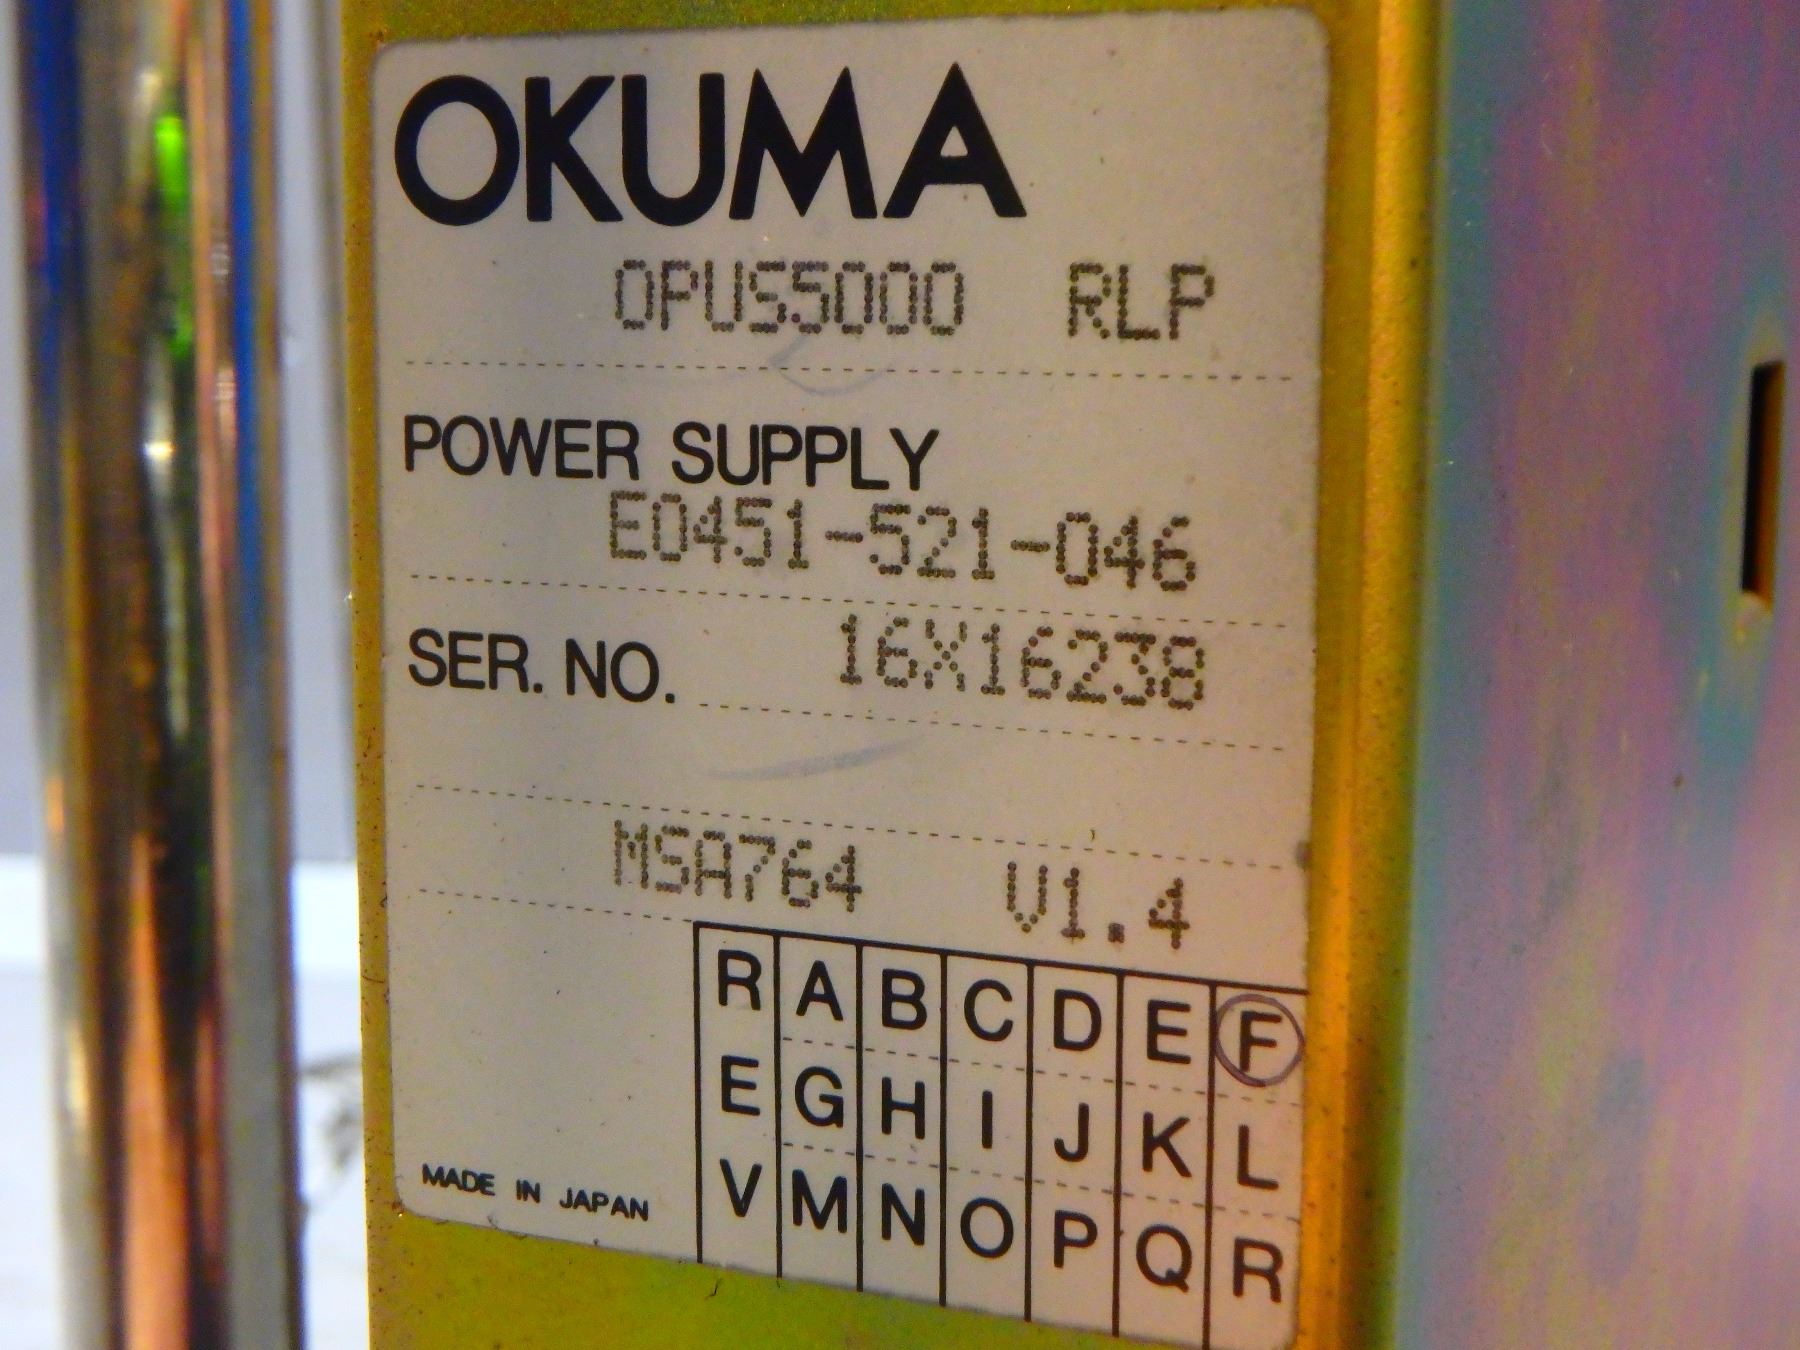 OKUMA
OPUS5000 RLP
POWER SUPPLY
E0451-521-046
SER. NO. 16X16238
MSA764 V1.4
R A B C D E F
E G H I J K L
V M N O P Q R
MADE IN JAPAN